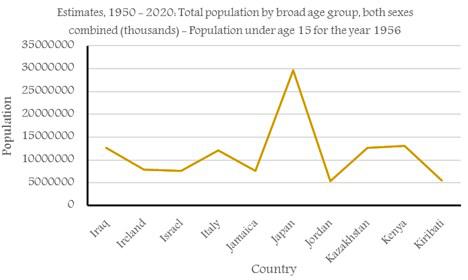 Estimates, 1950 - 2020: Total population by broad age group, both sexes
combined (thousands) - Population under age 15 for the year 1956
35000000
30000000
25000000
20000000
15000000
10000000
5000000
0
Population
Iraq
Ireland
Israel
Italy
Jamaica
Japan
Jordan
Kazakhstan
Kenya
Kiribati
Country